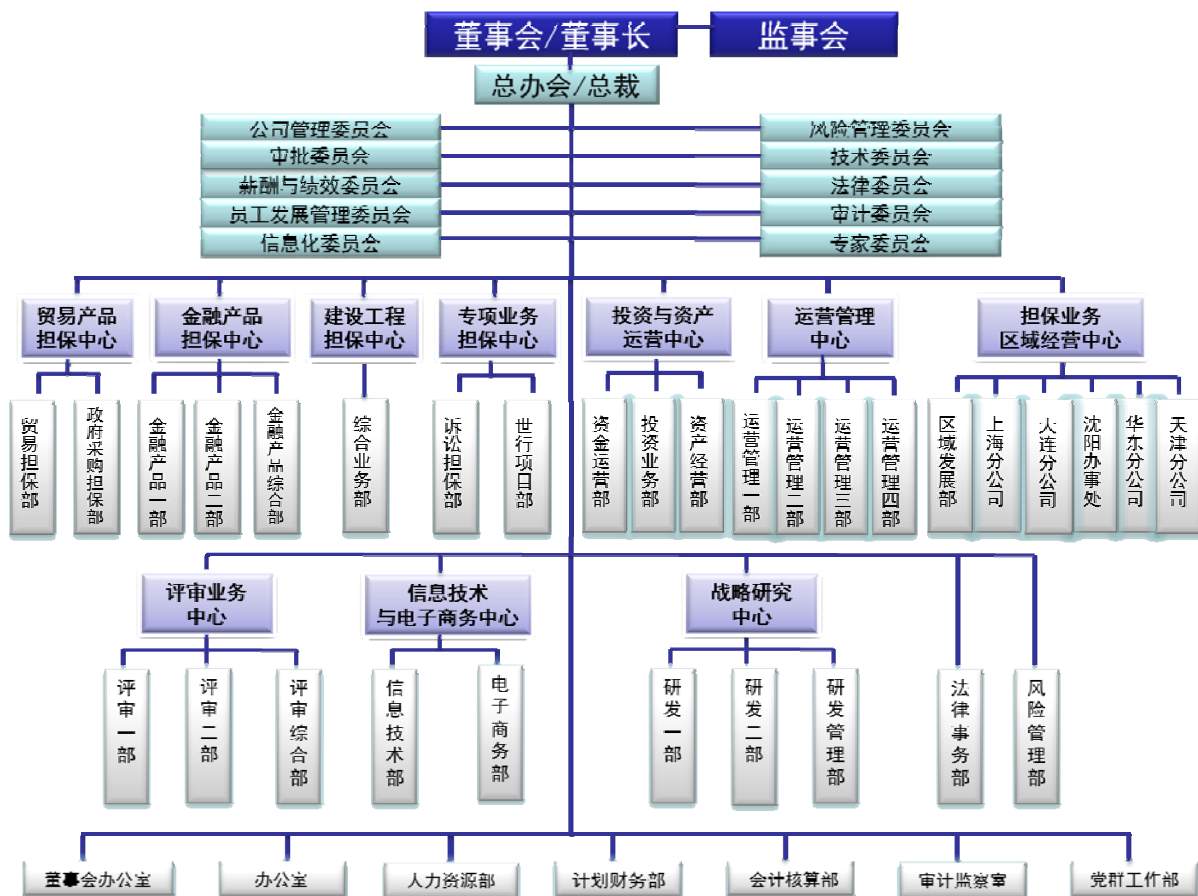 董事会/董事长
监事会
总办会/总裁
公司管理委员会
风险管理委员会
审批委员会
技术委员会
薪酬与绩效委员会
法律委员会
员工发展管理委员会
审计委员会
信息化委员会
专家委员会
贸易产品
担保中心
金融产品
担保中心
建设工程
担保中心
专项业务
担保中心
投资与资产
运营中心
运营管理
中心
担保业务
区域经营中心
贸易担保部
政府采购担保部
金融产品一部
金融产品二部
金融产品综合部
综合业务部
诉讼担保部
世行项目部
资金运营部
投资业务部
资产经营部
运营管理一部
运营管理二部
运营管理三部
运营管理四部
区域发展部
上海分公司
大连分公司
沈阳办事处
华东分公司
天津分公司
评审业务
中心
信息技术
与电子商务中心
战略研究
中心
评审一部
评审二部
评审综合部
信息技术部
电子商务部
研发一部
研发二部
研发管理部
法律事务部
风险管理部
董事会办公室
办公室
人力资源部
计划财务部
会计核算部
审计监察室
党群工作部